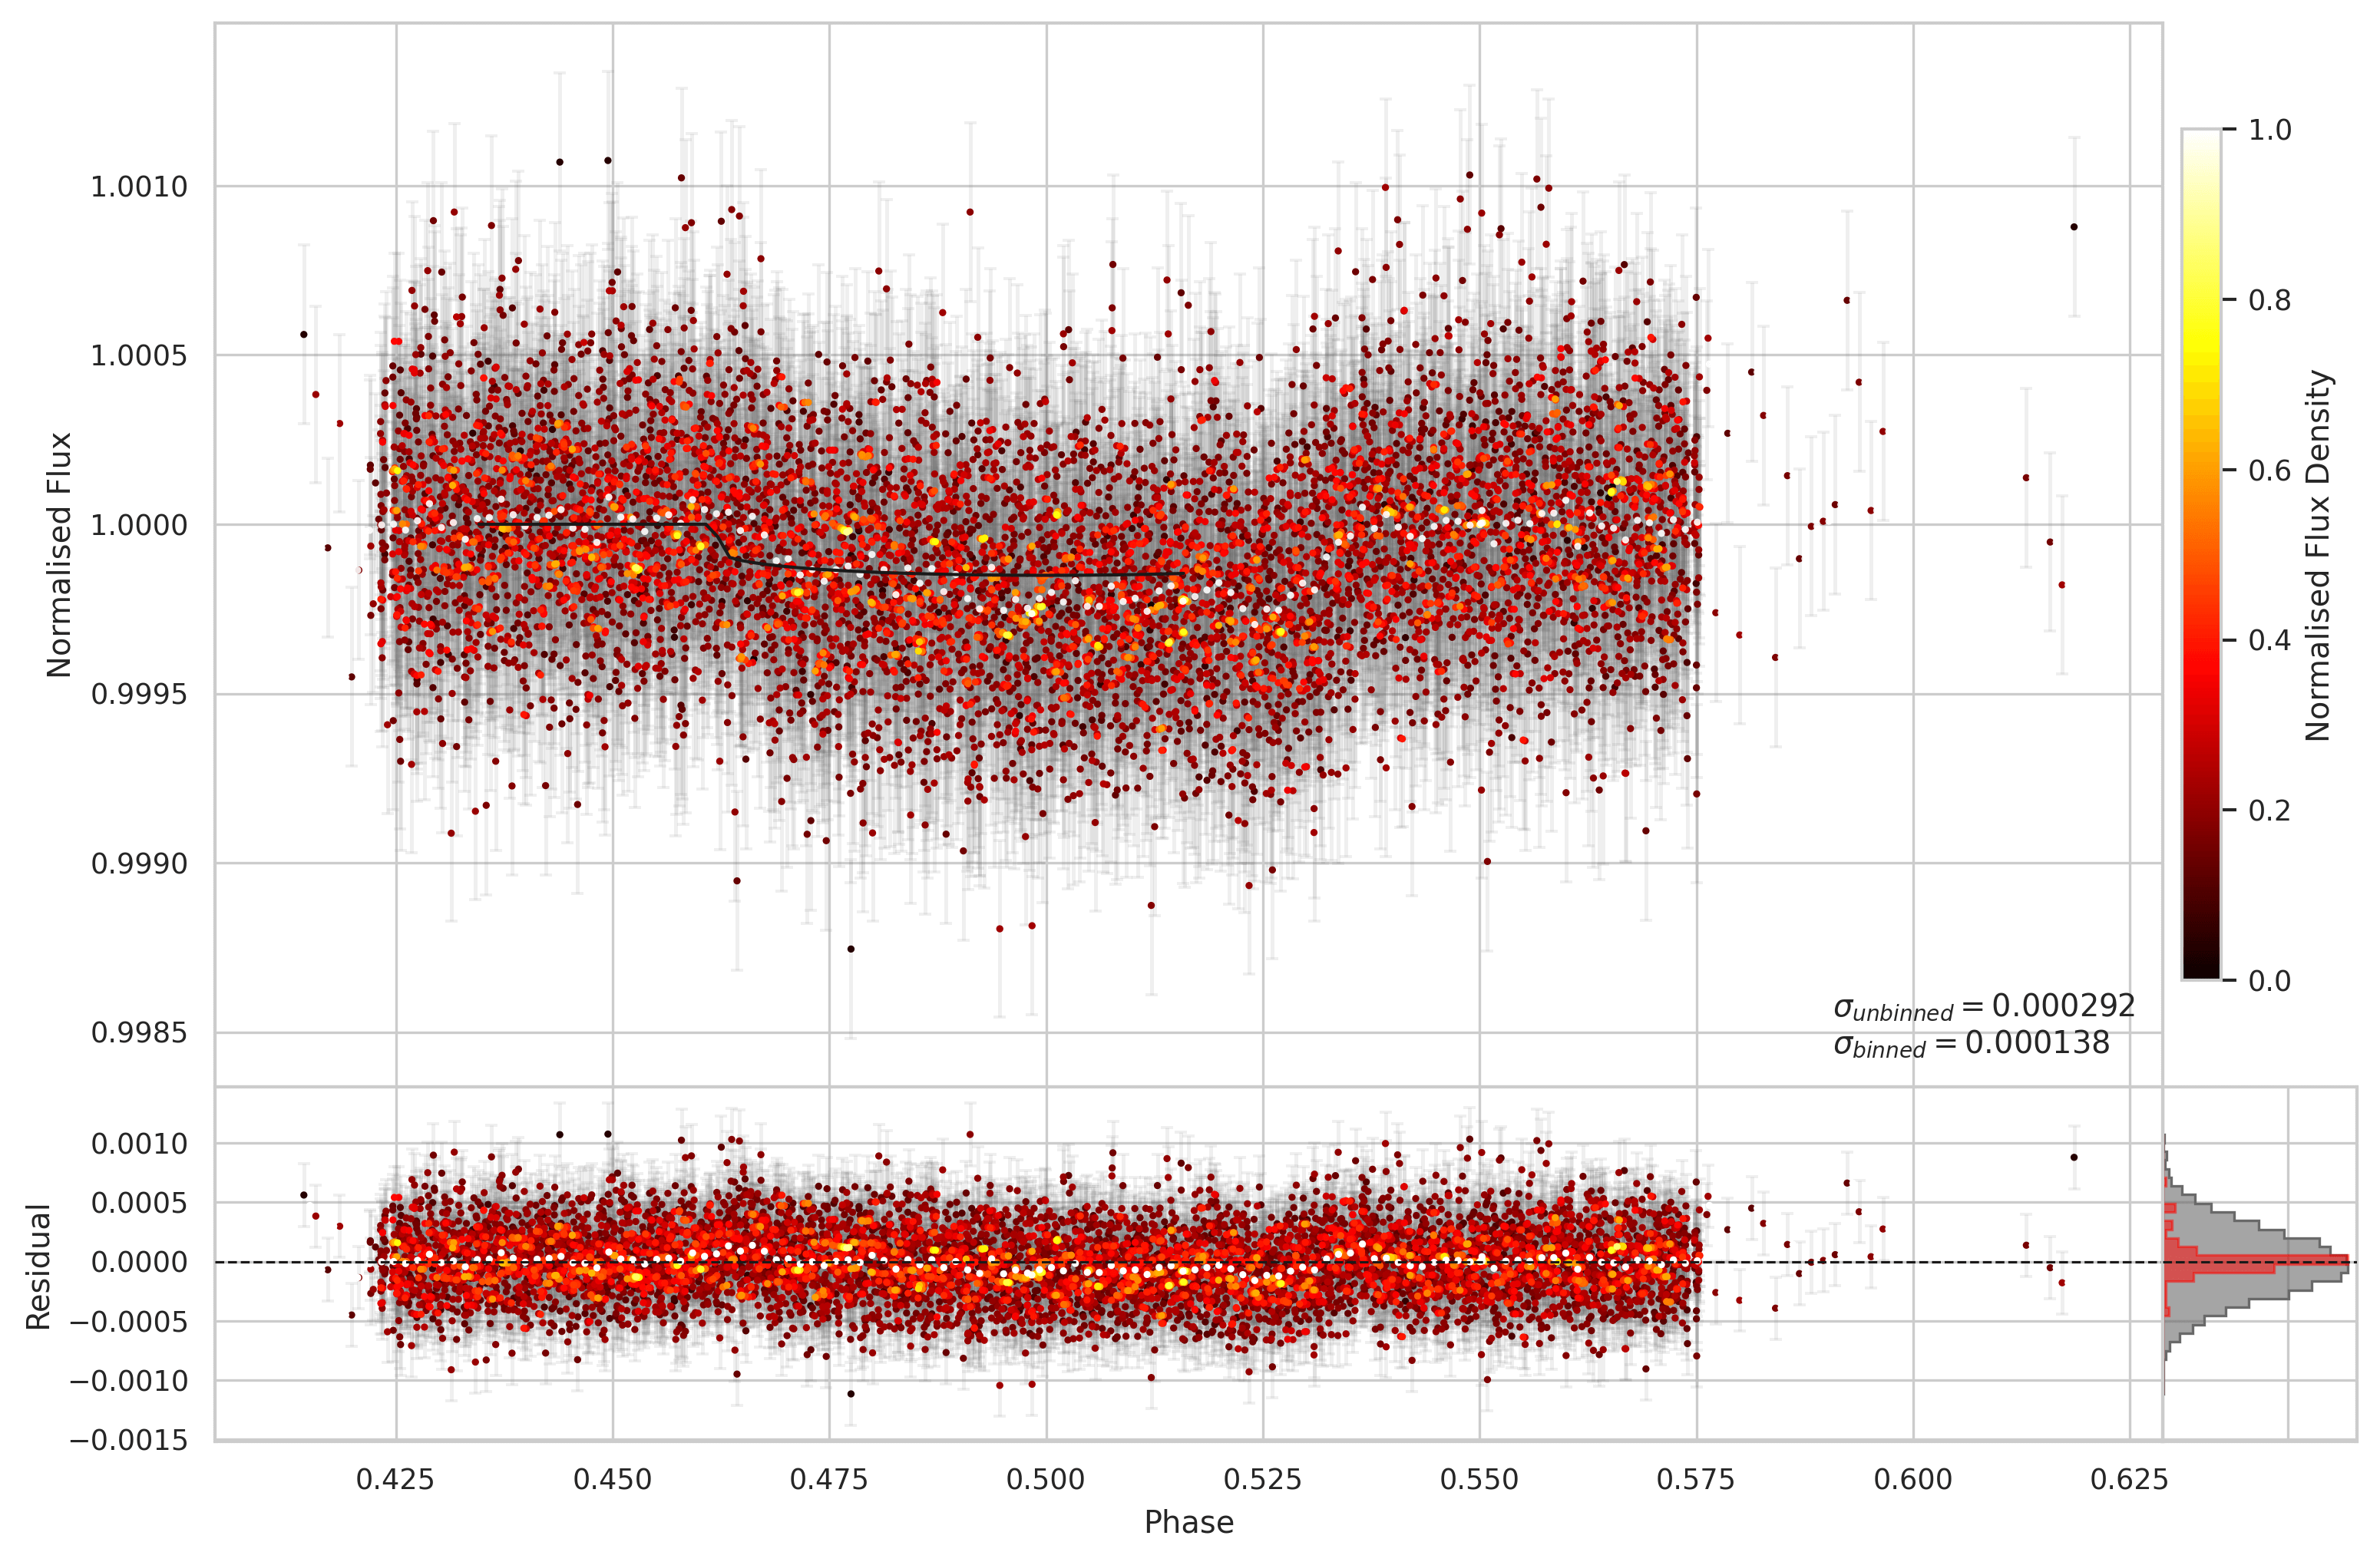 1.0010
1.0005
1.0000
0.9995
0.9990
0.9985
Normalised Flux
σunbinned = 0.000292
σbinned = 0.000138
1.0
0.8
0.6
0.4
0.2
0.0
Normalised Flux Density
0.0010
0.0005
0.0000
−0.0005
−0.0010
−0.0015
Residual
0.425 0.450 0.475 0.500 0.525 0.550 0.575 0.600 0.625
Phase